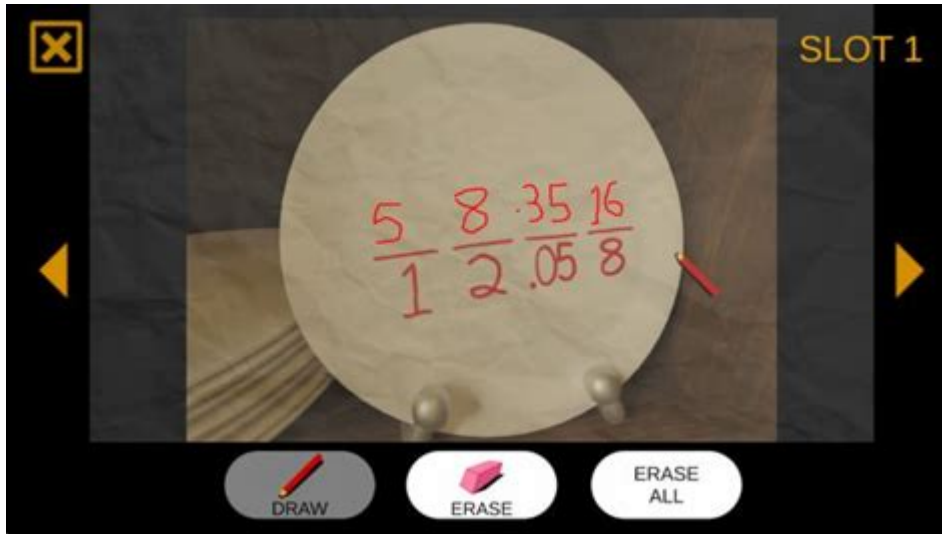 SLOT 1
5 8 .35 16
1 2 .05 8
DRAW
ERASE
ERASE ALL